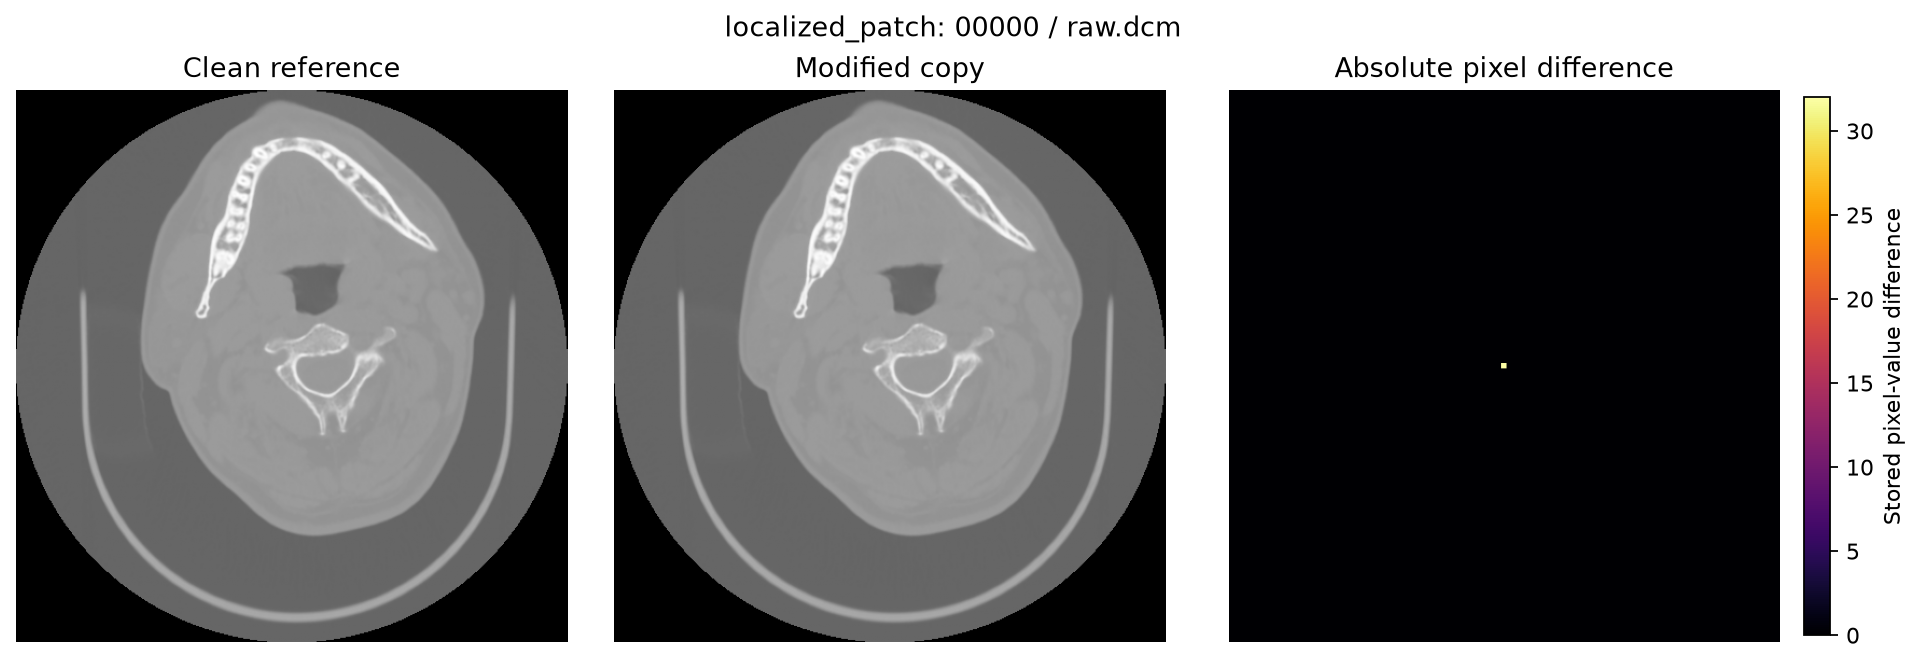 localized_patch: 00000 / raw.dcm
Clean reference
Modified copy
Absolute pixel difference
30
25
20
15
10
5
0
Stored pixel-value difference